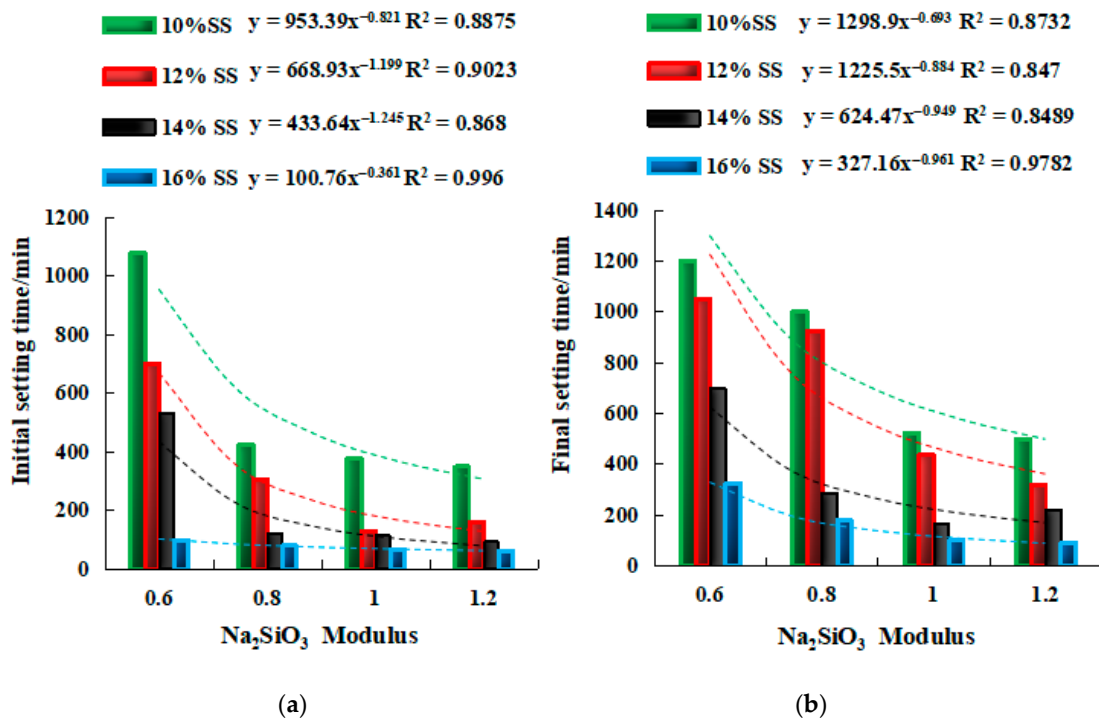 10%SS y = 953.39x⁻⁰·⁸²¹ R² = 0.8875
12% SS y = 668.93x⁻¹·¹⁹⁹ R² = 0.9023
14% SS y = 433.64x⁻¹·²⁴⁵ R² = 0.868
16% SS y = 100.76x⁻⁰·³⁶¹ R² = 0.996
1200
1000
800
600
400
200
0
Initial setting time/min
0.6 0.8 1 1.2
Na₂SiO₃ Modulus
(a)
10%SS y = 1298.9x⁻⁰·⁶⁹³ R² = 0.8732
12% SS y = 1225.5x⁻⁰·⁸⁸⁴ R² = 0.847
14% SS y = 624.47x⁻⁰·⁹⁴⁹ R² = 0.8489
16% SS y = 327.16x⁻⁰·⁹⁶¹ R² = 0.9782
1400
1200
1000
800
600
400
200
0
Final setting time/min
0.6 0.8 1 1.2
Na₂SiO₃ Modulus
(b)